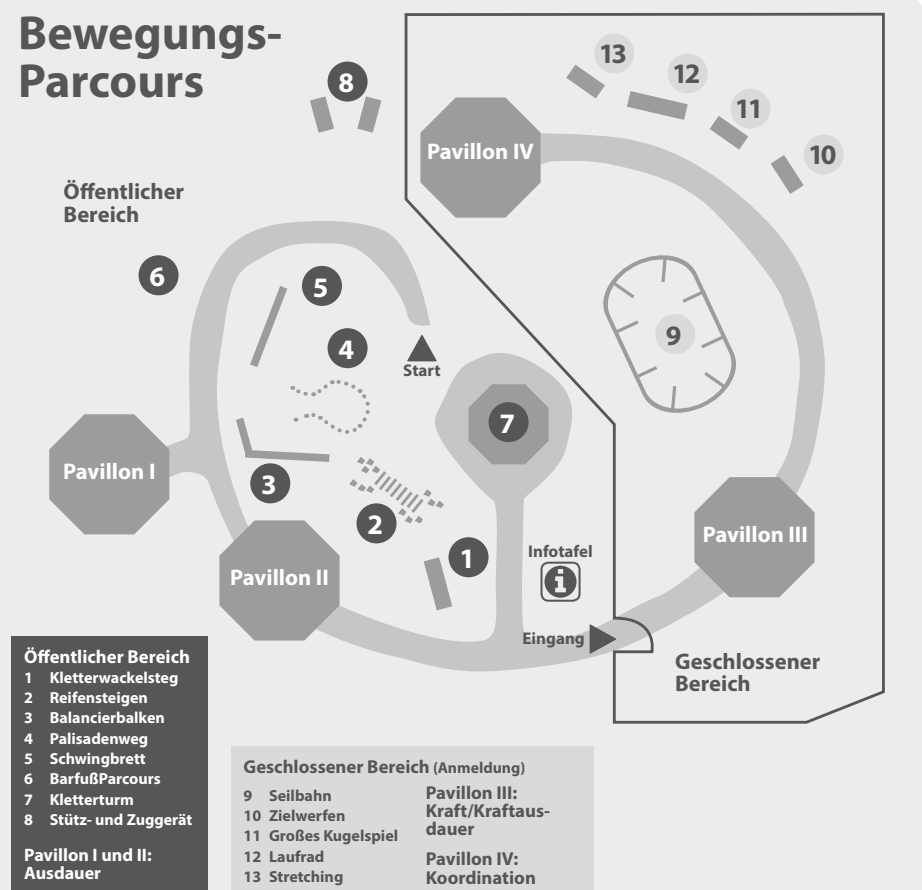 Bewegungs-
Parcours
8
13
12
11
10
Pavillon IV
Öffentlicher
Bereich
6
5
4
Start
9
7
Pavillon I
3
2
1
Pavillon II
Infotafel
i
Pavillon III
Eingang
Geschlossener
Bereich
Öffentlicher Bereich
1 Kletterwackelsteg
2 Reifensteigen
3 Balancierbalken
4 Palisadenweg
5 Schwingbrett
6 BarfußParcours
7 Kletterturm
8 Stütz- und Zuggerät
Pavillon I und II:
Ausdauer
Geschlossener Bereich (Anmeldung)
9 Seilbahn
10 Zielwerfen
11 Großes Kugelspiel
12 Laufrad
13 Stretching
Pavillon III:
Kraft/Kraftaus-
dauer
Pavillon IV:
Koordination